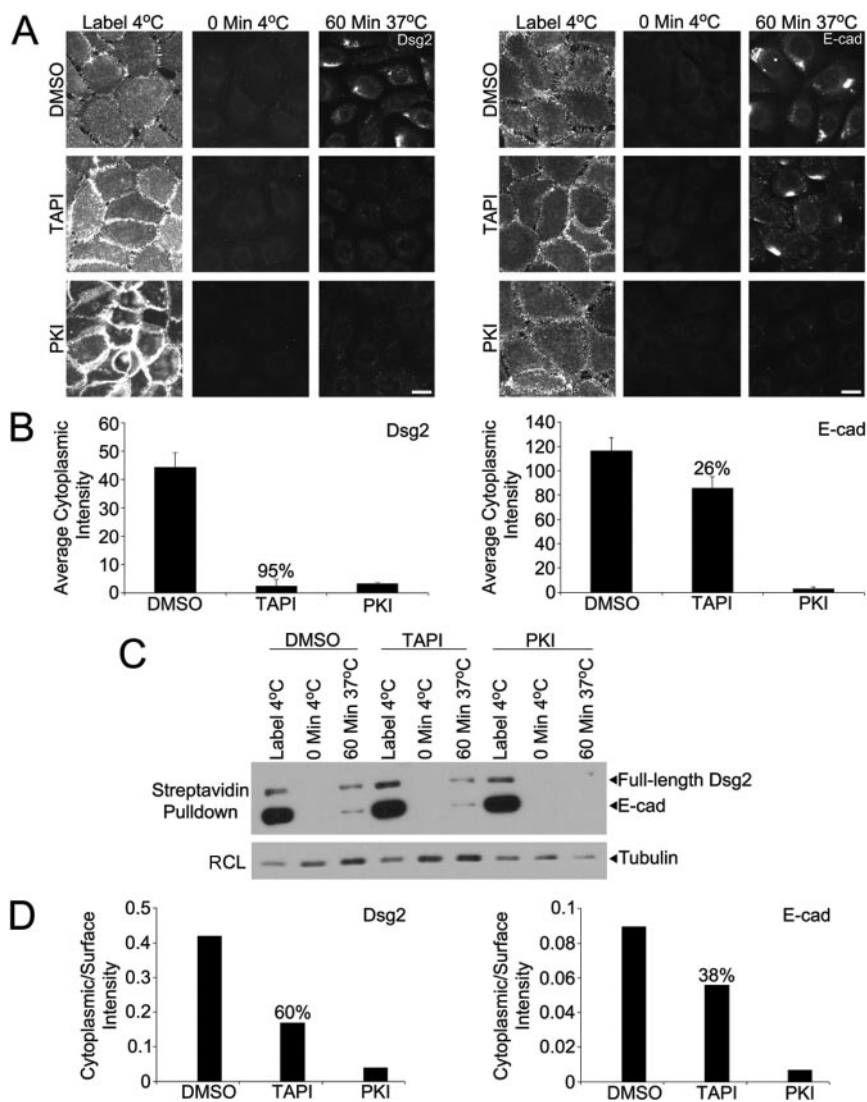 A
Label 4ºC 0 Min 4ºC 60 Min 37ºC
Dsg2
DMSO
TAPI
PKI
Label 4ºC 0 Min 4ºC 60 Min 37ºC
E-cad
DMSO
TAPI
PKI
B
Dsg2
Average Cytoplasmic
Intensity
60
50
40
30
20
10
0
95%
DMSO TAPI PKI
E-cad
Average Cytoplasmic
Intensity
140
120
100
80
60
40
20
0
26%
DMSO TAPI PKI
C
DMSO TAPI PKI
Label 4ºC
0 Min 4ºC
60 Min 37ºC
Label 4ºC
0 Min 4ºC
60 Min 37ºC
Label 4ºC
0 Min 4ºC
60 Min 37ºC
Streptavidin
Pulldown
Full-length Dsg2
E-cad
RCL
Tubulin
D
Dsg2
Cytoplasmic/Surface
Intensity
0.5
0.4
0.3
0.2
0.1
0
60%
DMSO TAPI PKI
E-cad
Cytoplasmic/Surface
Intensity
0.1
0.08
0.06
0.04
0.02
0
38%
DMSO TAPI PKI